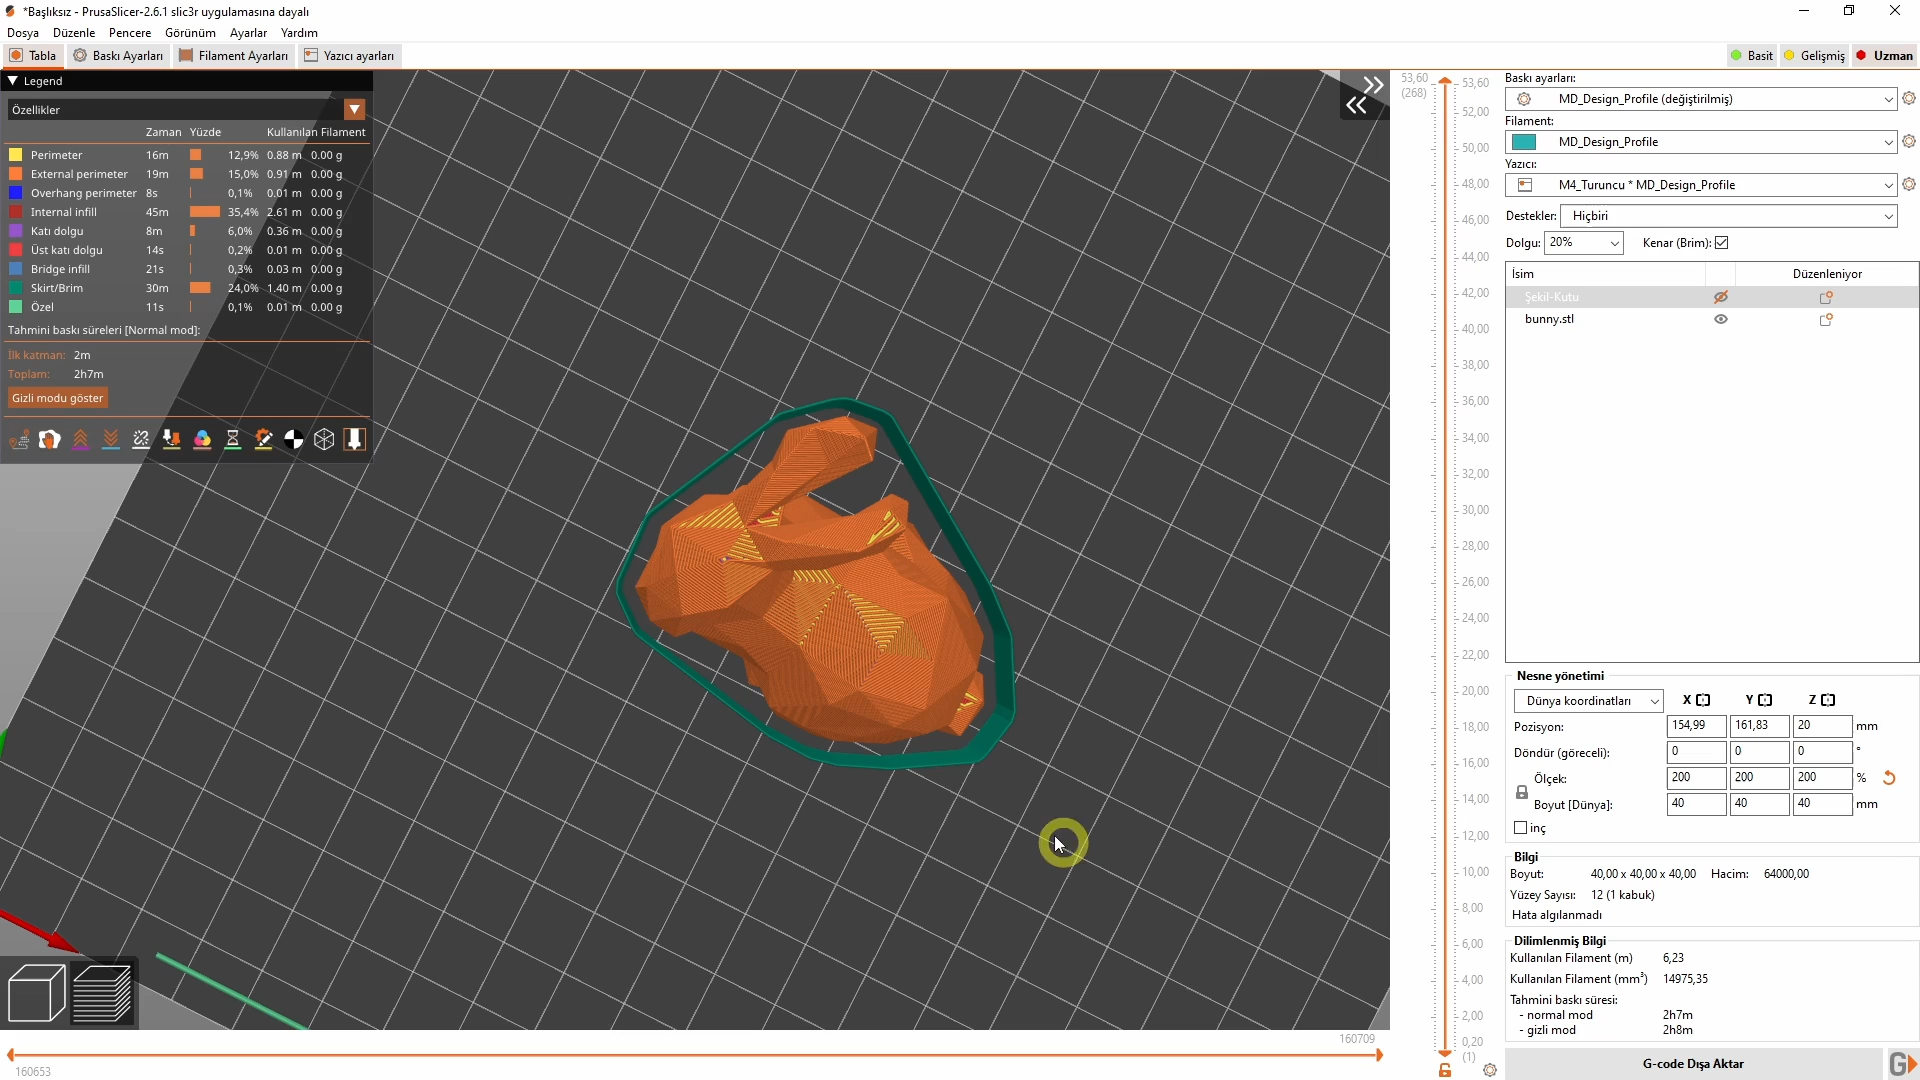 *Başlıksız - PrusaSlicer-2.6.1 slic3r uygulamasına dayalı
Dosya Düzenle Pencere Görünüm Ayarlar Yardım
Tabla Baskı Ayarları Filament Ayarları Yazıcı ayarları Basit Gelişmiş Uzman
Legend
Özellikler
Zaman Yüzde Kullanılan Filament
Perimeter 16m 12,9% 0.88 m 0.00 g
External perimeter 19m 15,0% 0.91 m 0.00 g
Overhang perimeter 8s 0,1% 0.01 m 0.00 g
Internal infill 45m 35,4% 2.61 m 0.00 g
Katı dolgu 8m 6,0% 0.36 m 0.00 g
Üst katı dolgu 14s 0,2% 0.01 m 0.00 g
Bridge infill 21s 0,3% 0.03 m 0.00 g
Skirt/Brim 30m 24,0% 1.40 m 0.00 g
Özel 11s 0,1% 0.01 m 0.00 g
Tahmini baskı süreleri [Normal mod]:
İlk katman: 2m
Toplam: 2h7m
Gizli modu göster
160709
160653
53,60
(268)
53,60
52,00
50,00
48,00
46,00
44,00
42,00
40,00
38,00
36,00
34,00
32,00
30,00
28,00
26,00
24,00
22,00
20,00
18,00
16,00
14,00
12,00
10,00
8,00
6,00
4,00
2,00
0,20
(1)
Baskı ayarları:
MD_Design_Profile (değiştirilmiş)
Filament:
MD_Design_Profile
Yazıcı:
M4_Turuncu * MD_Design_Profile
Destekler: Hiçbiri
Dolgu: 20% Kenar (Brim):
İsim Düzenleniyor
Şekil-Kutu
bunny.stl
Nesne yönetimi
Dünya koordinatları X Y Z
Pozisyon: 154,99 161,83 20 mm
Döndür (göreceli): 0 0 0 °
Ölçek: 200 200 200 %
Boyut [Dünya]: 40 40 40 mm
inç
Bilgi
Boyut: 40,00 x 40,00 x 40,00 Hacim: 64000,00
Yüzey Sayısı: 12 (1 kabuk)
Hata algılanmadı
Dilimlenmiş Bilgi
Kullanılan Filament (m) 6,23
Kullanılan Filament (mm³) 14975,35
Tahmini baskı süresi:
- normal mod 2h7m
- gizli mod 2h8m
G-code Dışa Aktar
G